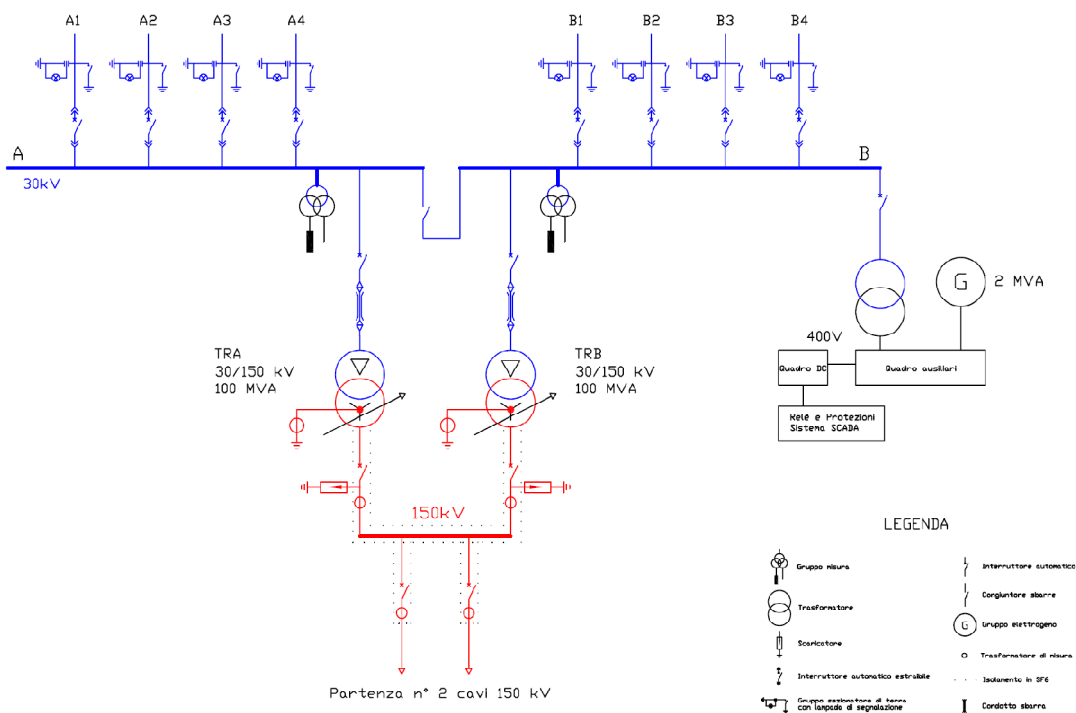 A1 A2 A3 A4 B1 B2 B3 B4
A B
30kV
G 2 MVA
400V
TRA
30/150 kV
100 MVA
TRB
30/150 kV
100 MVA
Quadro DC
Quadro ausiliari
Relè e Protezioni
Sistema SCADA
150kV
Partenza n° 2 cavi 150 kV
LEGENDA
Gruppo misura
Trasformatore
Scaricatore
Interruttore automatico estraibile
Gruppo sezionatore di terra
con lampada di segnalazione
Interruttore automatico
Congiuntore sbarre
G Gruppo elettrogeno
Trasformatore di misura
Isolamento in SF6
Condotto sbarra